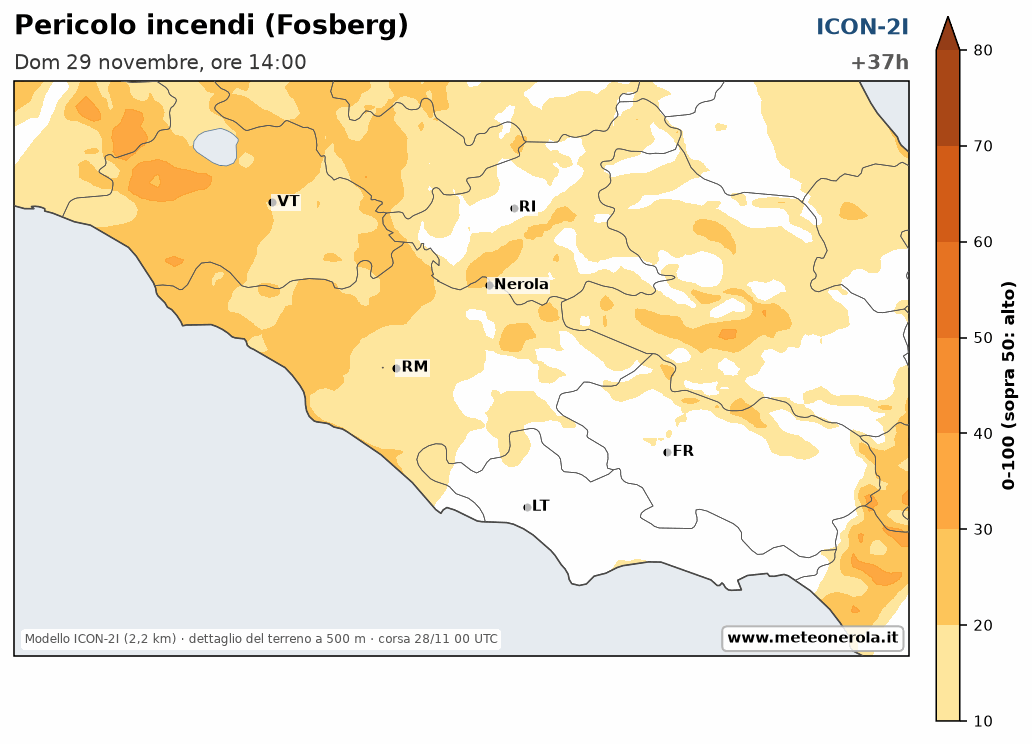 Pericolo incendi (Fosberg)
ICON-2I
Dom 29 novembre, ore 14:00
+37h
VT
RI
Nerola
RM
FR
LT
Modello ICON-2I (2,2 km) · dettaglio del terreno a 500 m · corsa 28/11 00 UTC
www.meteonerola.it
80
70
60
50
40
30
20
10
0-100 (sopra 50: alto)